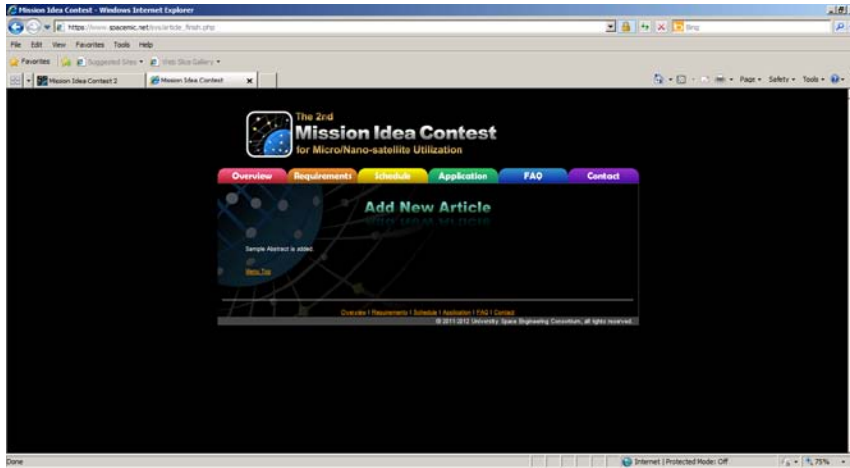 Mission Idea Contest - Windows Internet Explorer
https://www.spacemic.net/sys/article_finish.php
Bing
File Edit View Favorites Tools Help
Favorites Suggested Sites Web Slice Gallery
Mission Idea Contest 2 Mission Idea Contest
Page Safety Tools
The 2nd
Mission Idea Contest
for Micro/Nano-satellite Utilization
Overview Requirements Schedule Application FAQ Contact
Add New Article
Sample Abstract is added.
Menu Top
Overview | Requirements | Schedule | Application | FAQ | Contact
© 2011-2012 University Space Engineering Consortium, all rights reserved.
Done Internet | Protected Mode: Off 75%